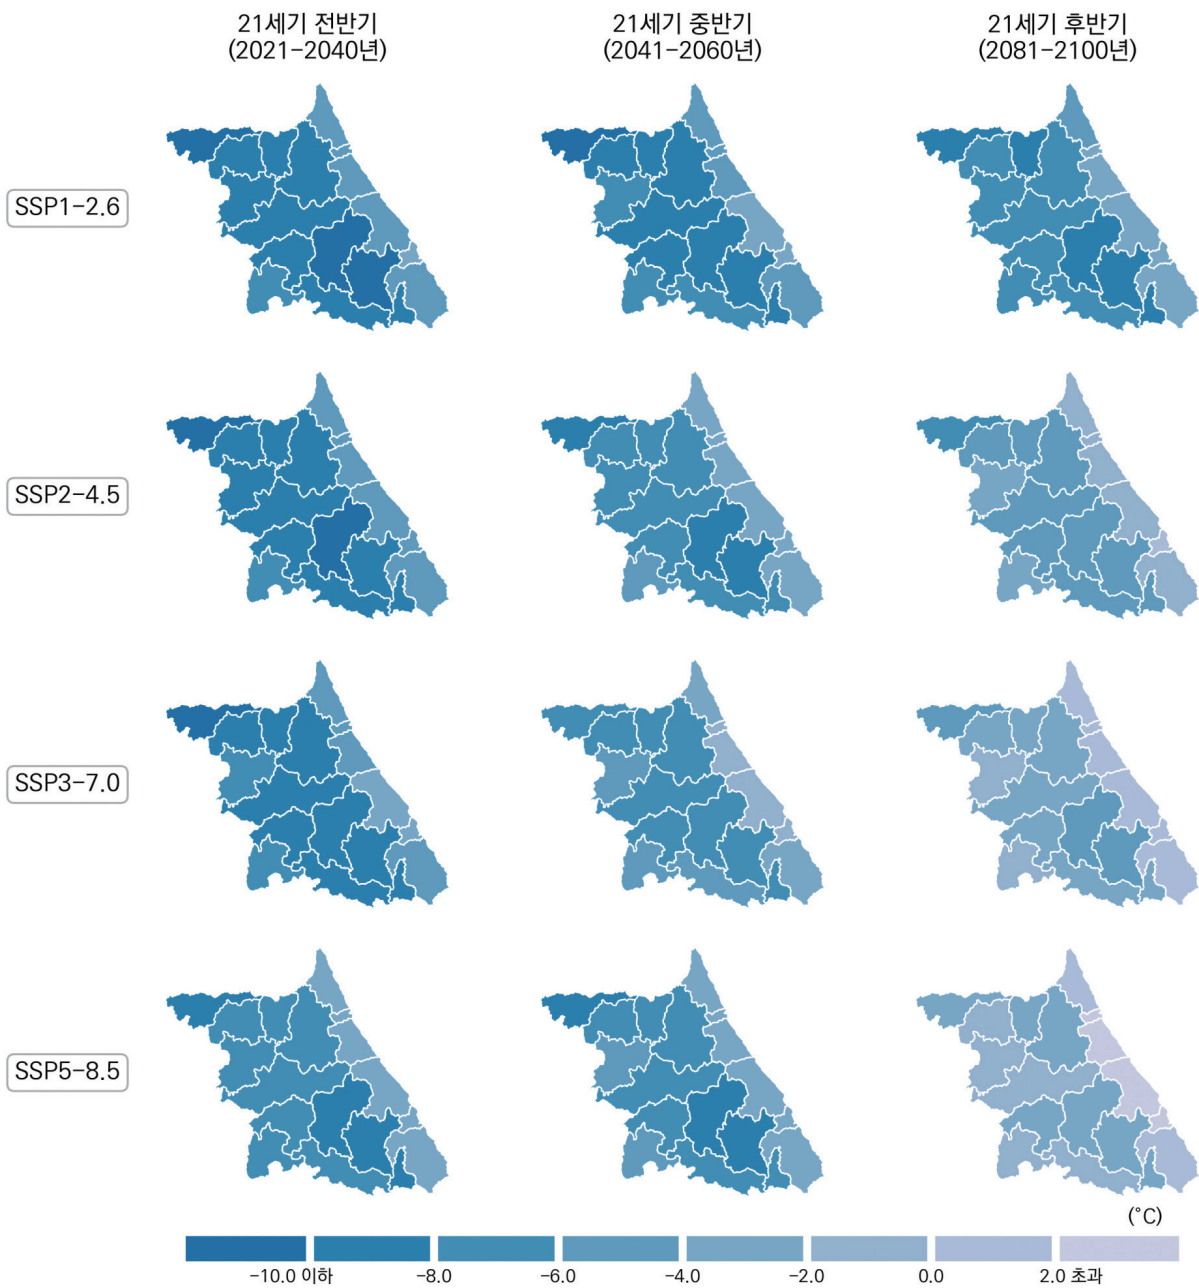 21세기 전반기
(2021-2040년)
21세기 중반기
(2041-2060년)
21세기 후반기
(2081-2100년)
SSP1-2.6
SSP2-4.5
SSP3-7.0
SSP5-8.5
(°C)
-10.0 이하
-8.0
-6.0
-4.0
-2.0
0.0
2.0 초과